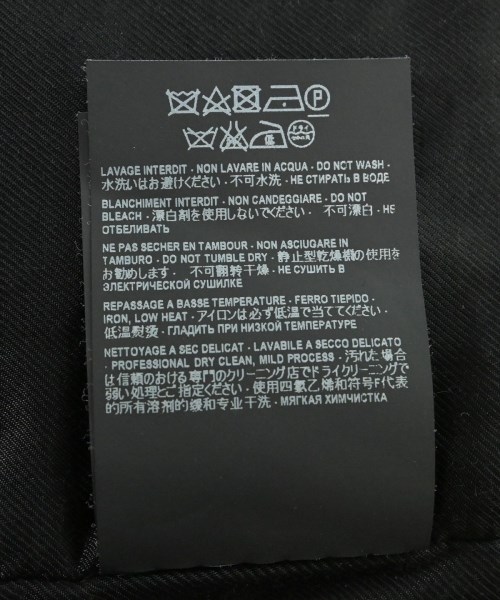 P
ドライ
LAVAGE INTERDIT - NON LAVARE IN ACQUA - DO NOT WASH -
水洗いはお避けください · 不可水洗 - НЕ СТИРАТЬ В ВОДЕ
BLANCHIMENT INTERDIT - NON CANDEGGIARE - DO NOT
BLEACH - 漂白剤を使用しないでください · 不可漂白 - НЕ
ОТБЕЛИВАТЬ
NE PAS SECHER EN TAMBOUR - NON ASCIUGARE IN
TAMBURO - DO NOT TUMBLE DRY - 静止型乾燥機の使用を
お勧めします · 不可翻转干燥 - НЕ СУШИТЬ В
ЭЛЕКТРИЧЕСКОЙ СУШИЛКЕ
REPASSAGE A BASSE TEMPERATURE - FERRO TIEPIDO -
IRON, LOW HEAT - アイロンは必ず低温で当ててください ·
低温熨烫 - ГЛАДИТЬ ПРИ НИЗКОЙ ТЕМПЕРАТУРЕ
NETTOYAGE A SEC DELICAT - LAVABILE A SECCO DELICATO
- PROFESSIONAL DRY CLEAN, MILD PROCESS - 汚れた場合
は信頼のおける専門のクリーニング店でドライクリーニングで
弱い処理とご指定ください · 使用四氯乙烯和符号F代表
的所有溶剂的缓和专业干洗 - МЯГКАЯ ХИМЧИСТКА